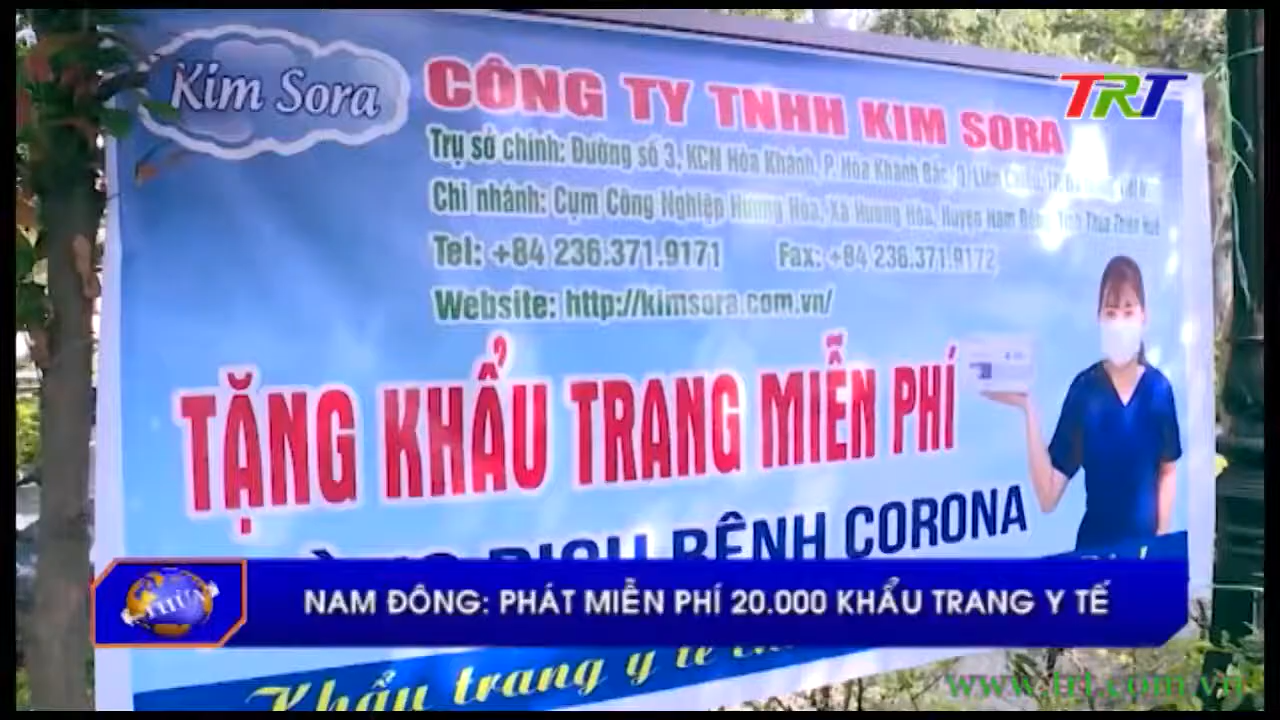 Kim Sora
CÔNG TY TNHH KIM SORA
TRT
Trụ sở chính: Đường số 3, KCN Hòa Khánh, P. Hòa Khánh Bắc,
Chi nhánh: Cụm Công Nghiệp Hương Hòa, Xã Hương Hòa, Huyện Nam Đông, Tỉnh Thừa Thiên Huế
Tel: +84 236.371.9171 Fax: +84 236.371.9172
Website: http://kimsora.com.vn/
TẶNG KHẨU TRANG MIỄN PHÍ
DỊCH BỆNH CORONA
NAM ĐÔNG: PHÁT MIỄN PHÍ 20.000 KHẨU TRANG Y TẾ
Khẩu trang y tế
www.trt.com.vn